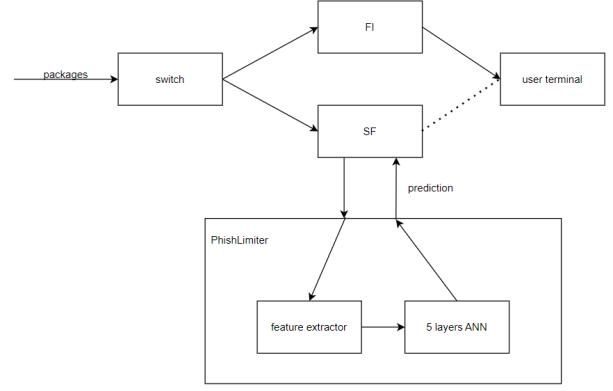 FI
packages
switch
user terminal
SF
prediction
PhishLimiter
feature extractor
5 layers ANN